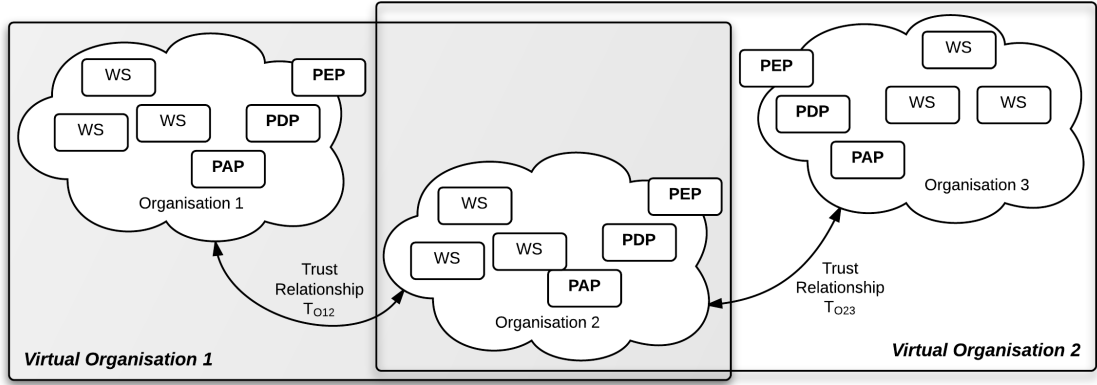 WS
PEP
WS
WS
PDP
PAP
Organisation 1
Trust
Relationship
TO12
Virtual Organisation 1
WS
PEP
WS
WS
PDP
PAP
Organisation 2
WS
PEP
PDP
WS
WS
PAP
Organisation 3
Trust
Relationship
TO23
Virtual Organisation 2